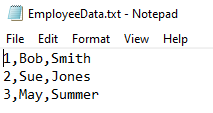 EmployeeData.txt - Notepad
File Edit Format View Help
1,Bob,Smith
2,Sue,Jones
3,May,Summer